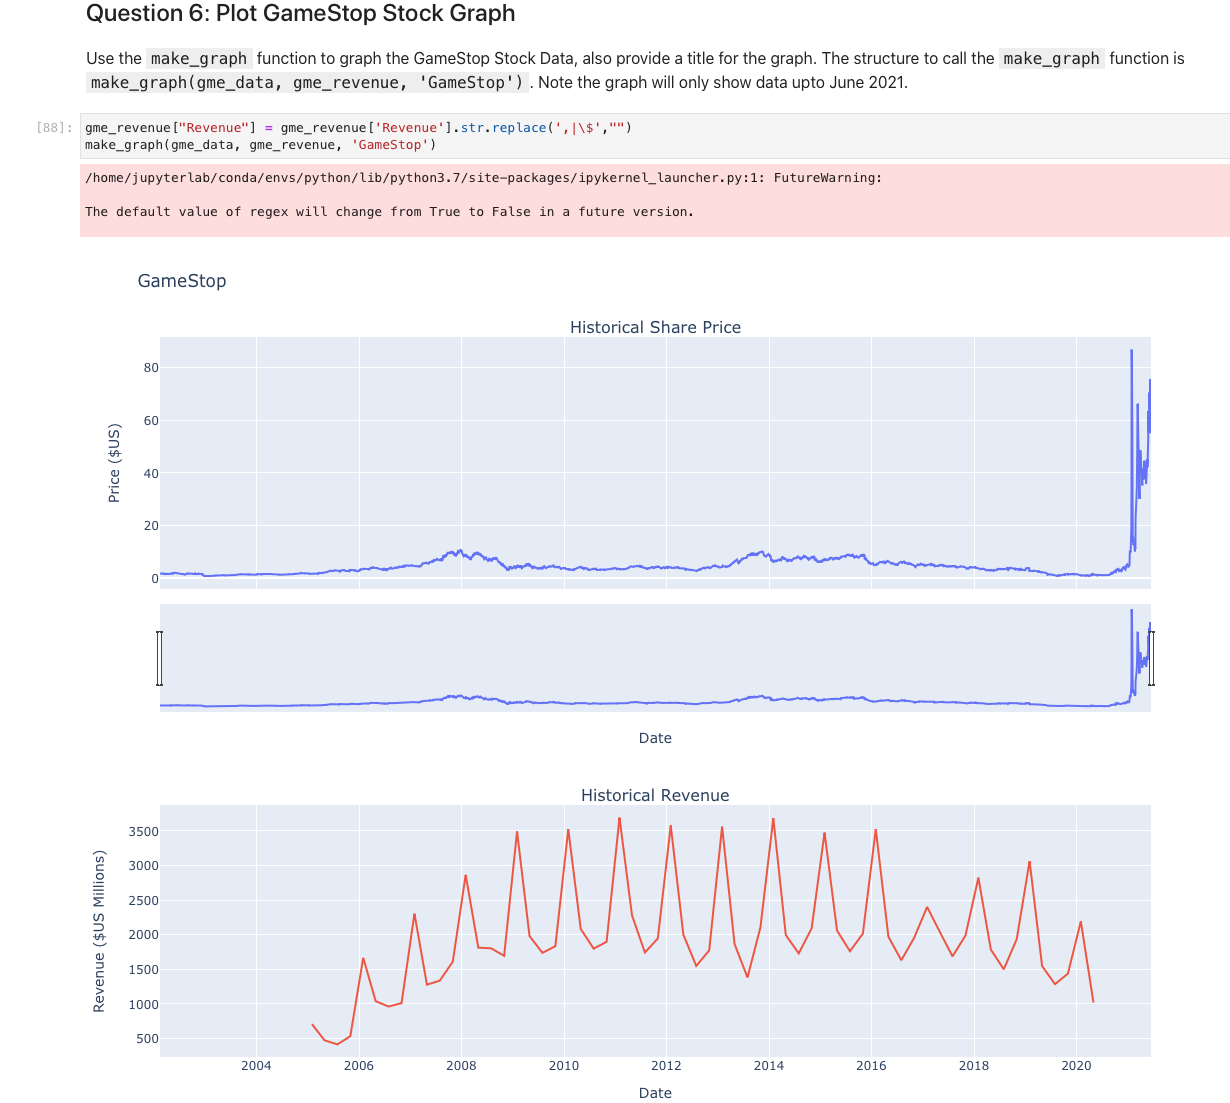 Question 6: Plot GameStop Stock Graph
Use the make_graph function to graph the GameStop Stock Data, also provide a title for the graph. The structure to call the make_graph function is
make_graph(gme_data, gme_revenue, 'GameStop') . Note the graph will only show data upto June 2021.
[88]: gme_revenue["Revenue"] = gme_revenue['Revenue'].str.replace(',|\$',"")
make_graph(gme_data, gme_revenue, 'GameStop')
/home/jupyterlab/conda/envs/python/lib/python3.7/site-packages/ipykernel_launcher.py:1: FutureWarning:
The default value of regex will change from True to False in a future version.
GameStop
Historical Share Price
Price ($US)
80
60
40
20
0
Date
Historical Revenue
Revenue ($US Millions)
3500
3000
2500
2000
1500
1000
500
2004 2006 2008 2010 2012 2014 2016 2018 2020
Date